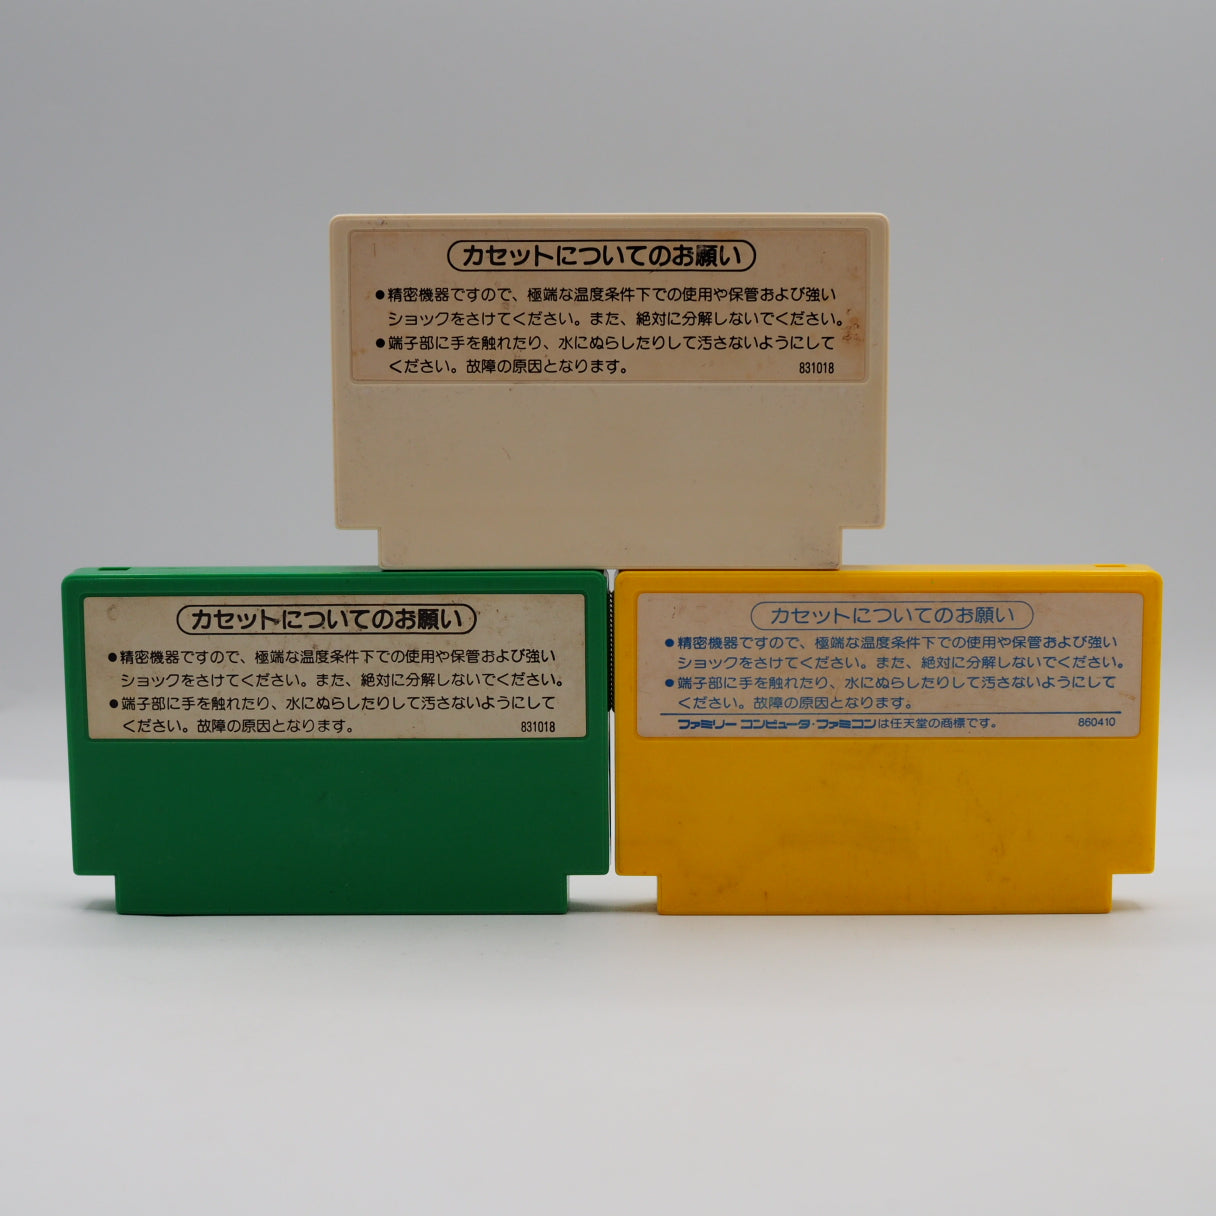 カセットについてのお願い
●精密機器ですので、極端な温度条件下での使用や保管および強い
ショックをさけてください。また、絶対に分解しないでください。
●端子部に手を触れたり、水にぬらしたりして汚さないようにして
ください。故障の原因となります。 831018
カセットについてのお願い
●精密機器ですので、極端な温度条件下での使用や保管および強い
ショックをさけてください。また、絶対に分解しないでください。
●端子部に手を触れたり、水にぬらしたりして汚さないようにして
ください。故障の原因となります。 831018
カセットについてのお願い
●精密機器ですので、極端な温度条件下での使用や保管および強い
ショックをさけてください。また、絶対に分解しないでください。
●端子部に手を触れたり、水にぬらしたりして汚さないようにして
ください。故障の原因となります。
ファミリーコンピュータ・ファミコンは任天堂の商標です。 860410